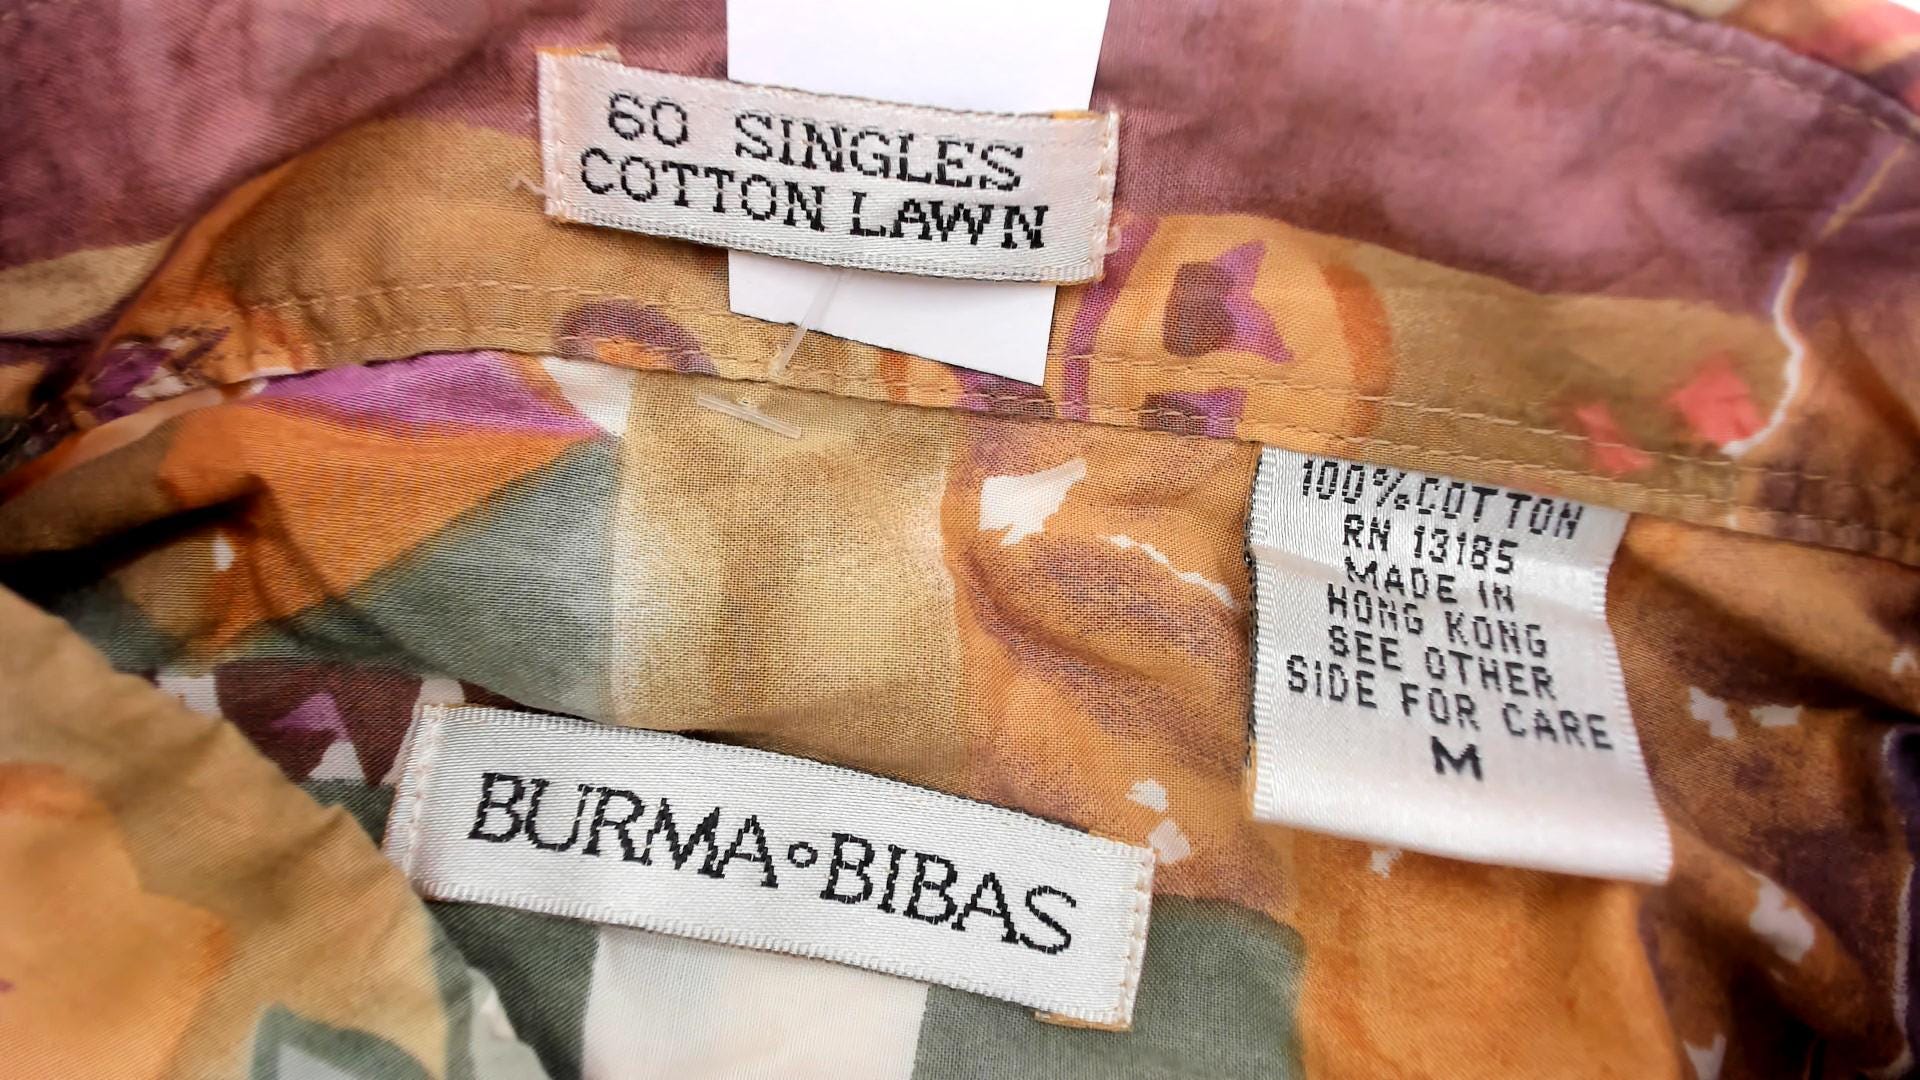 60 SINGLES
COTTON LAWN
100% COTTON
RN 13185
MADE IN
HONG KONG
SEE OTHER
SIDE FOR CARE
M
BURMA∘BIBAS